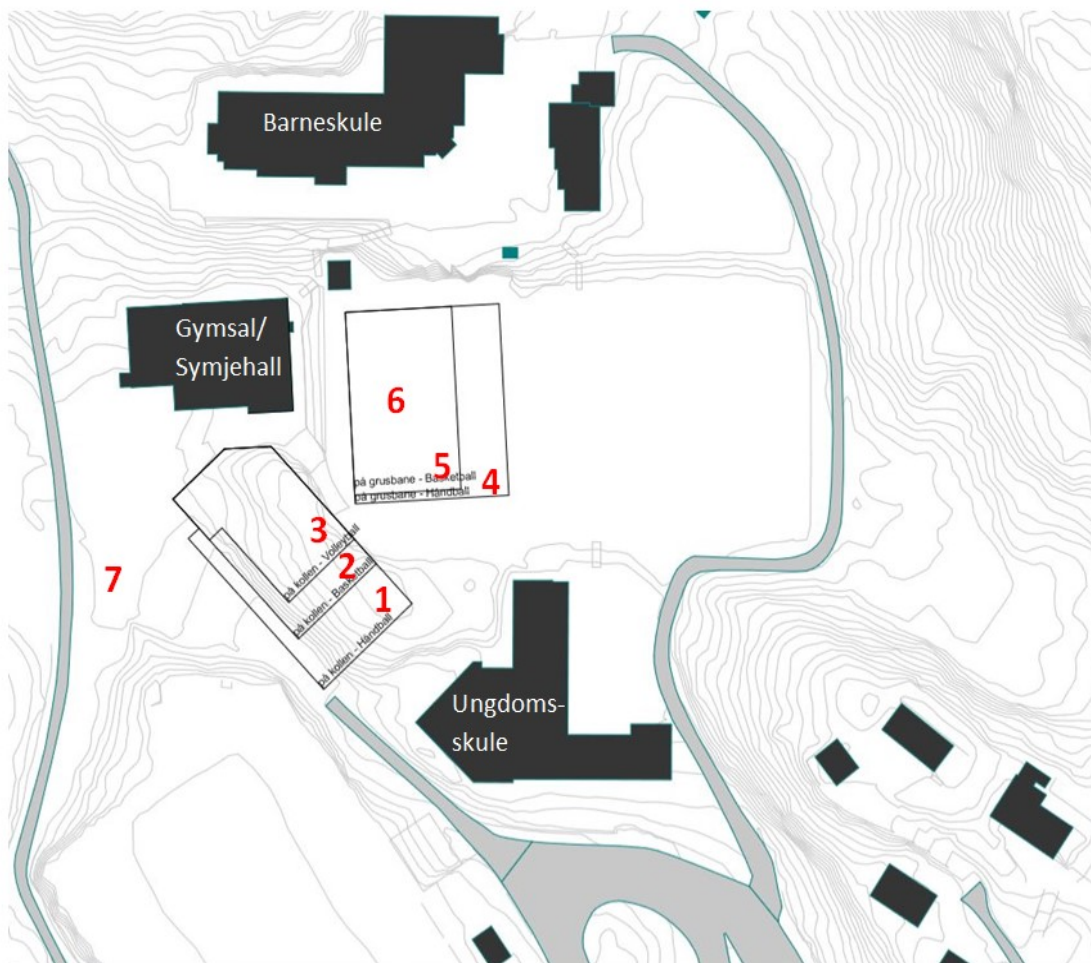 Barneskule
Gymsal/
Symjehall
6
5
4
på grusbane - Basketball
på grusbane - Håndball
3
på kollen - Volleyball
2
på kollen - Basketball
1
på kollen - Håndball
7
Ungdoms-
skule